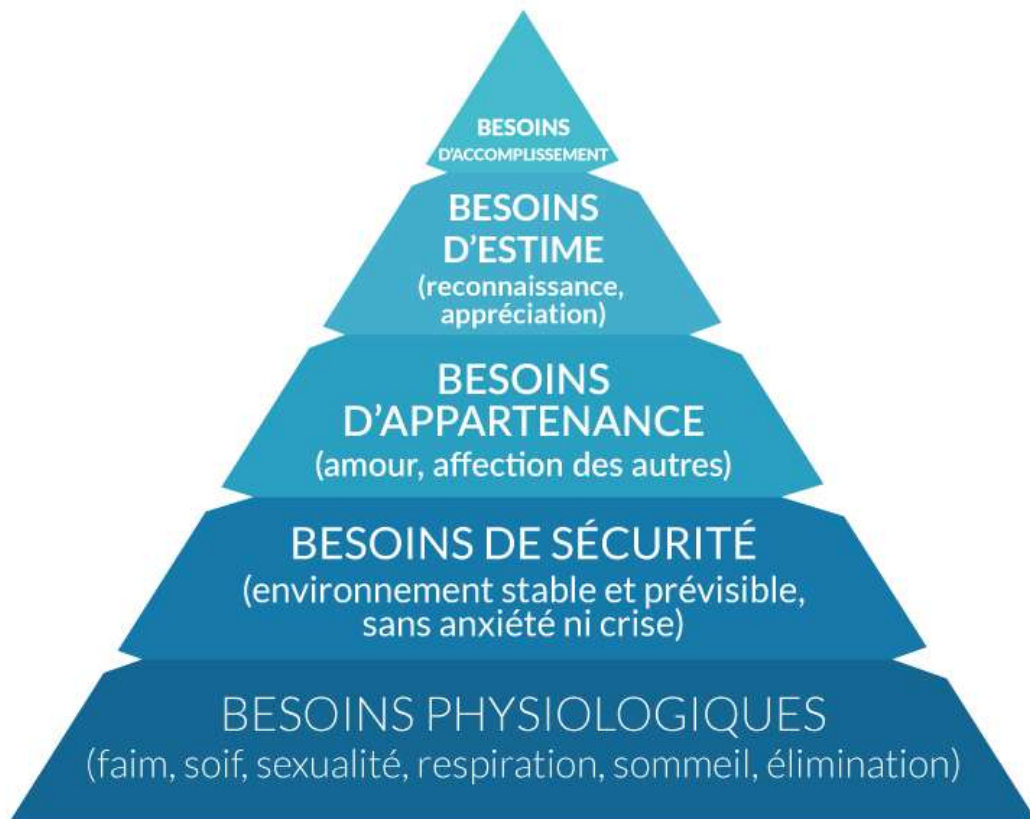 BESOINS
D'ACCOMPLISSEMENT
BESOINS
D'ESTIME
(reconnaissance,
appréciation)
BESOINS
D'APPARTENANCE
(amour, affection des autres)
BESOINS DE SÉCURITÉ
(environnement stable et prévisible,
sans anxiété ni crise)
BESOINS PHYSIOLOGIQUES
(faim, soif, sexualité, respiration, sommeil, élimination)